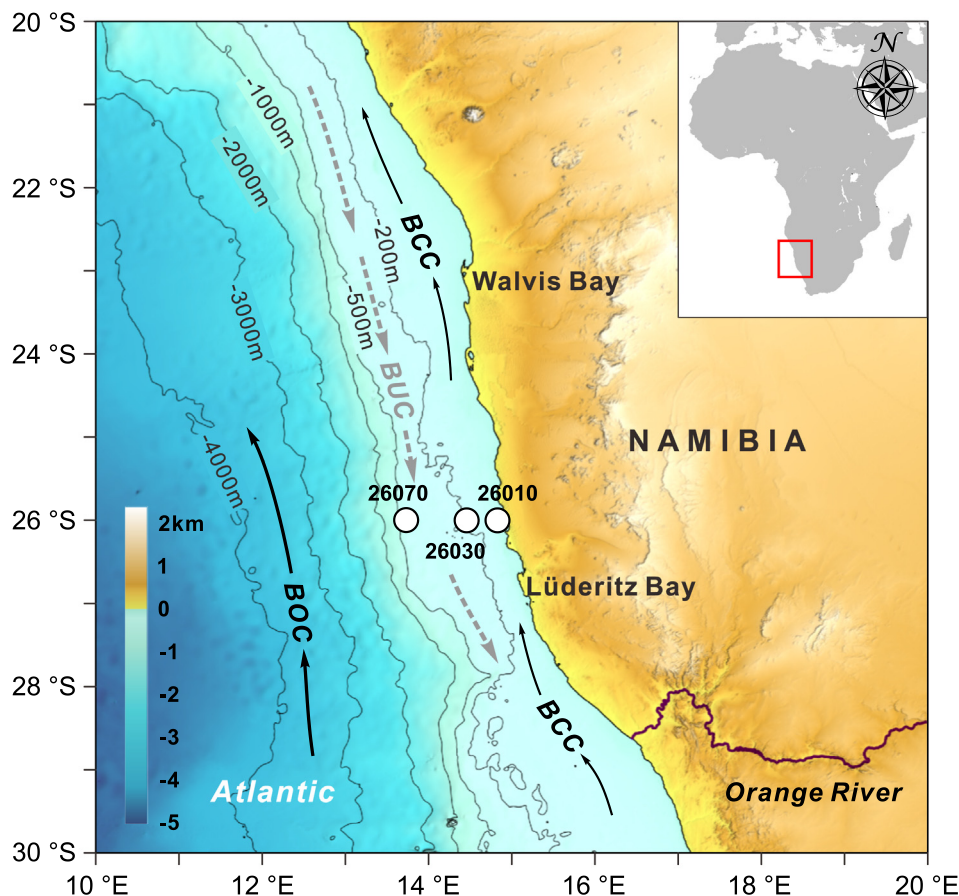 20 °S
22 °S
24 °S
26 °S
28 °S
30 °S
10 °E
12 °E
14 °E
16 °E
18 °E
20 °E
N
-1000m
-2000m
-200m
-3000m
-500m
-4000m
BCC
Walvis Bay
BUC
NAMIBIA
26070
26010
26030
Lüderitz Bay
BOC
BCC
Atlantic
Orange River
2km
1
0
-1
-2
-3
-4
-5